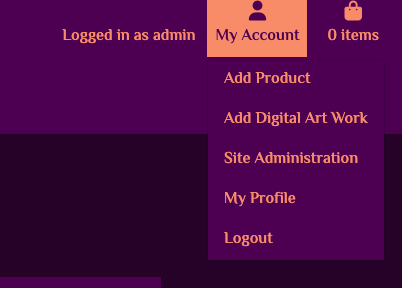 Logged in as admin
My Account
0 items
Add Product
Add Digital Art Work
Site Administration
My Profile
Logout